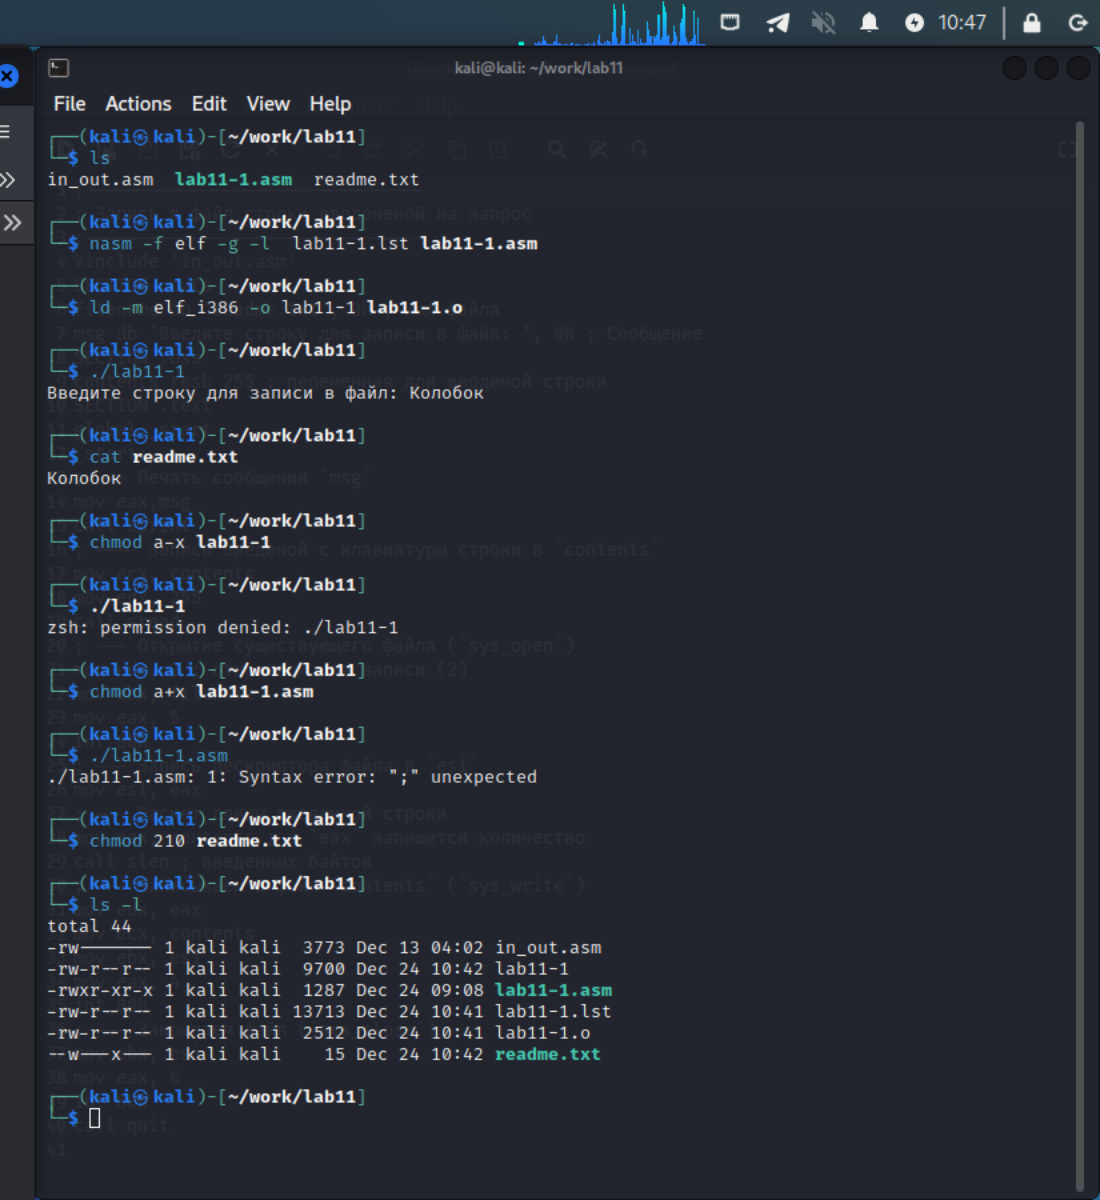 10:47
kali@kali: ~/work/lab11
File Actions Edit View Help
┌──(kali㉿kali)-[~/work/lab11]
└─$ ls
in_out.asm  lab11-1.asm  readme.txt
┌──(kali㉿kali)-[~/work/lab11]
└─$ nasm -f elf -g -l  lab11-1.lst lab11-1.asm
┌──(kali㉿kali)-[~/work/lab11]
└─$ ld -m elf_i386 -o lab11-1 lab11-1.o
┌──(kali㉿kali)-[~/work/lab11]
└─$ ./lab11-1
Введите строку для записи в файл: Колобок
┌──(kali㉿kali)-[~/work/lab11]
└─$ cat readme.txt
Колобок
┌──(kali㉿kali)-[~/work/lab11]
└─$ chmod a-x lab11-1
┌──(kali㉿kali)-[~/work/lab11]
└─$ ./lab11-1
zsh: permission denied: ./lab11-1
┌──(kali㉿kali)-[~/work/lab11]
└─$ chmod a+x lab11-1.asm
┌──(kali㉿kali)-[~/work/lab11]
└─$ ./lab11-1.asm
./lab11-1.asm: 1: Syntax error: ";" unexpected
┌──(kali㉿kali)-[~/work/lab11]
└─$ chmod 210 readme.txt
┌──(kali㉿kali)-[~/work/lab11]
└─$ ls -l
total 44
-rw------- 1 kali kali  3773 Dec 13 04:02 in_out.asm
-rw-r--r-- 1 kali kali  9700 Dec 24 10:42 lab11-1
-rwxr-xr-x 1 kali kali  1287 Dec 24 09:08 lab11-1.asm
-rw-r--r-- 1 kali kali 13713 Dec 24 10:41 lab11-1.lst
-rw-r--r-- 1 kali kali  2512 Dec 24 10:41 lab11-1.o
--w---x--- 1 kali kali    15 Dec 24 10:42 readme.txt
┌──(kali㉿kali)-[~/work/lab11]
└─$